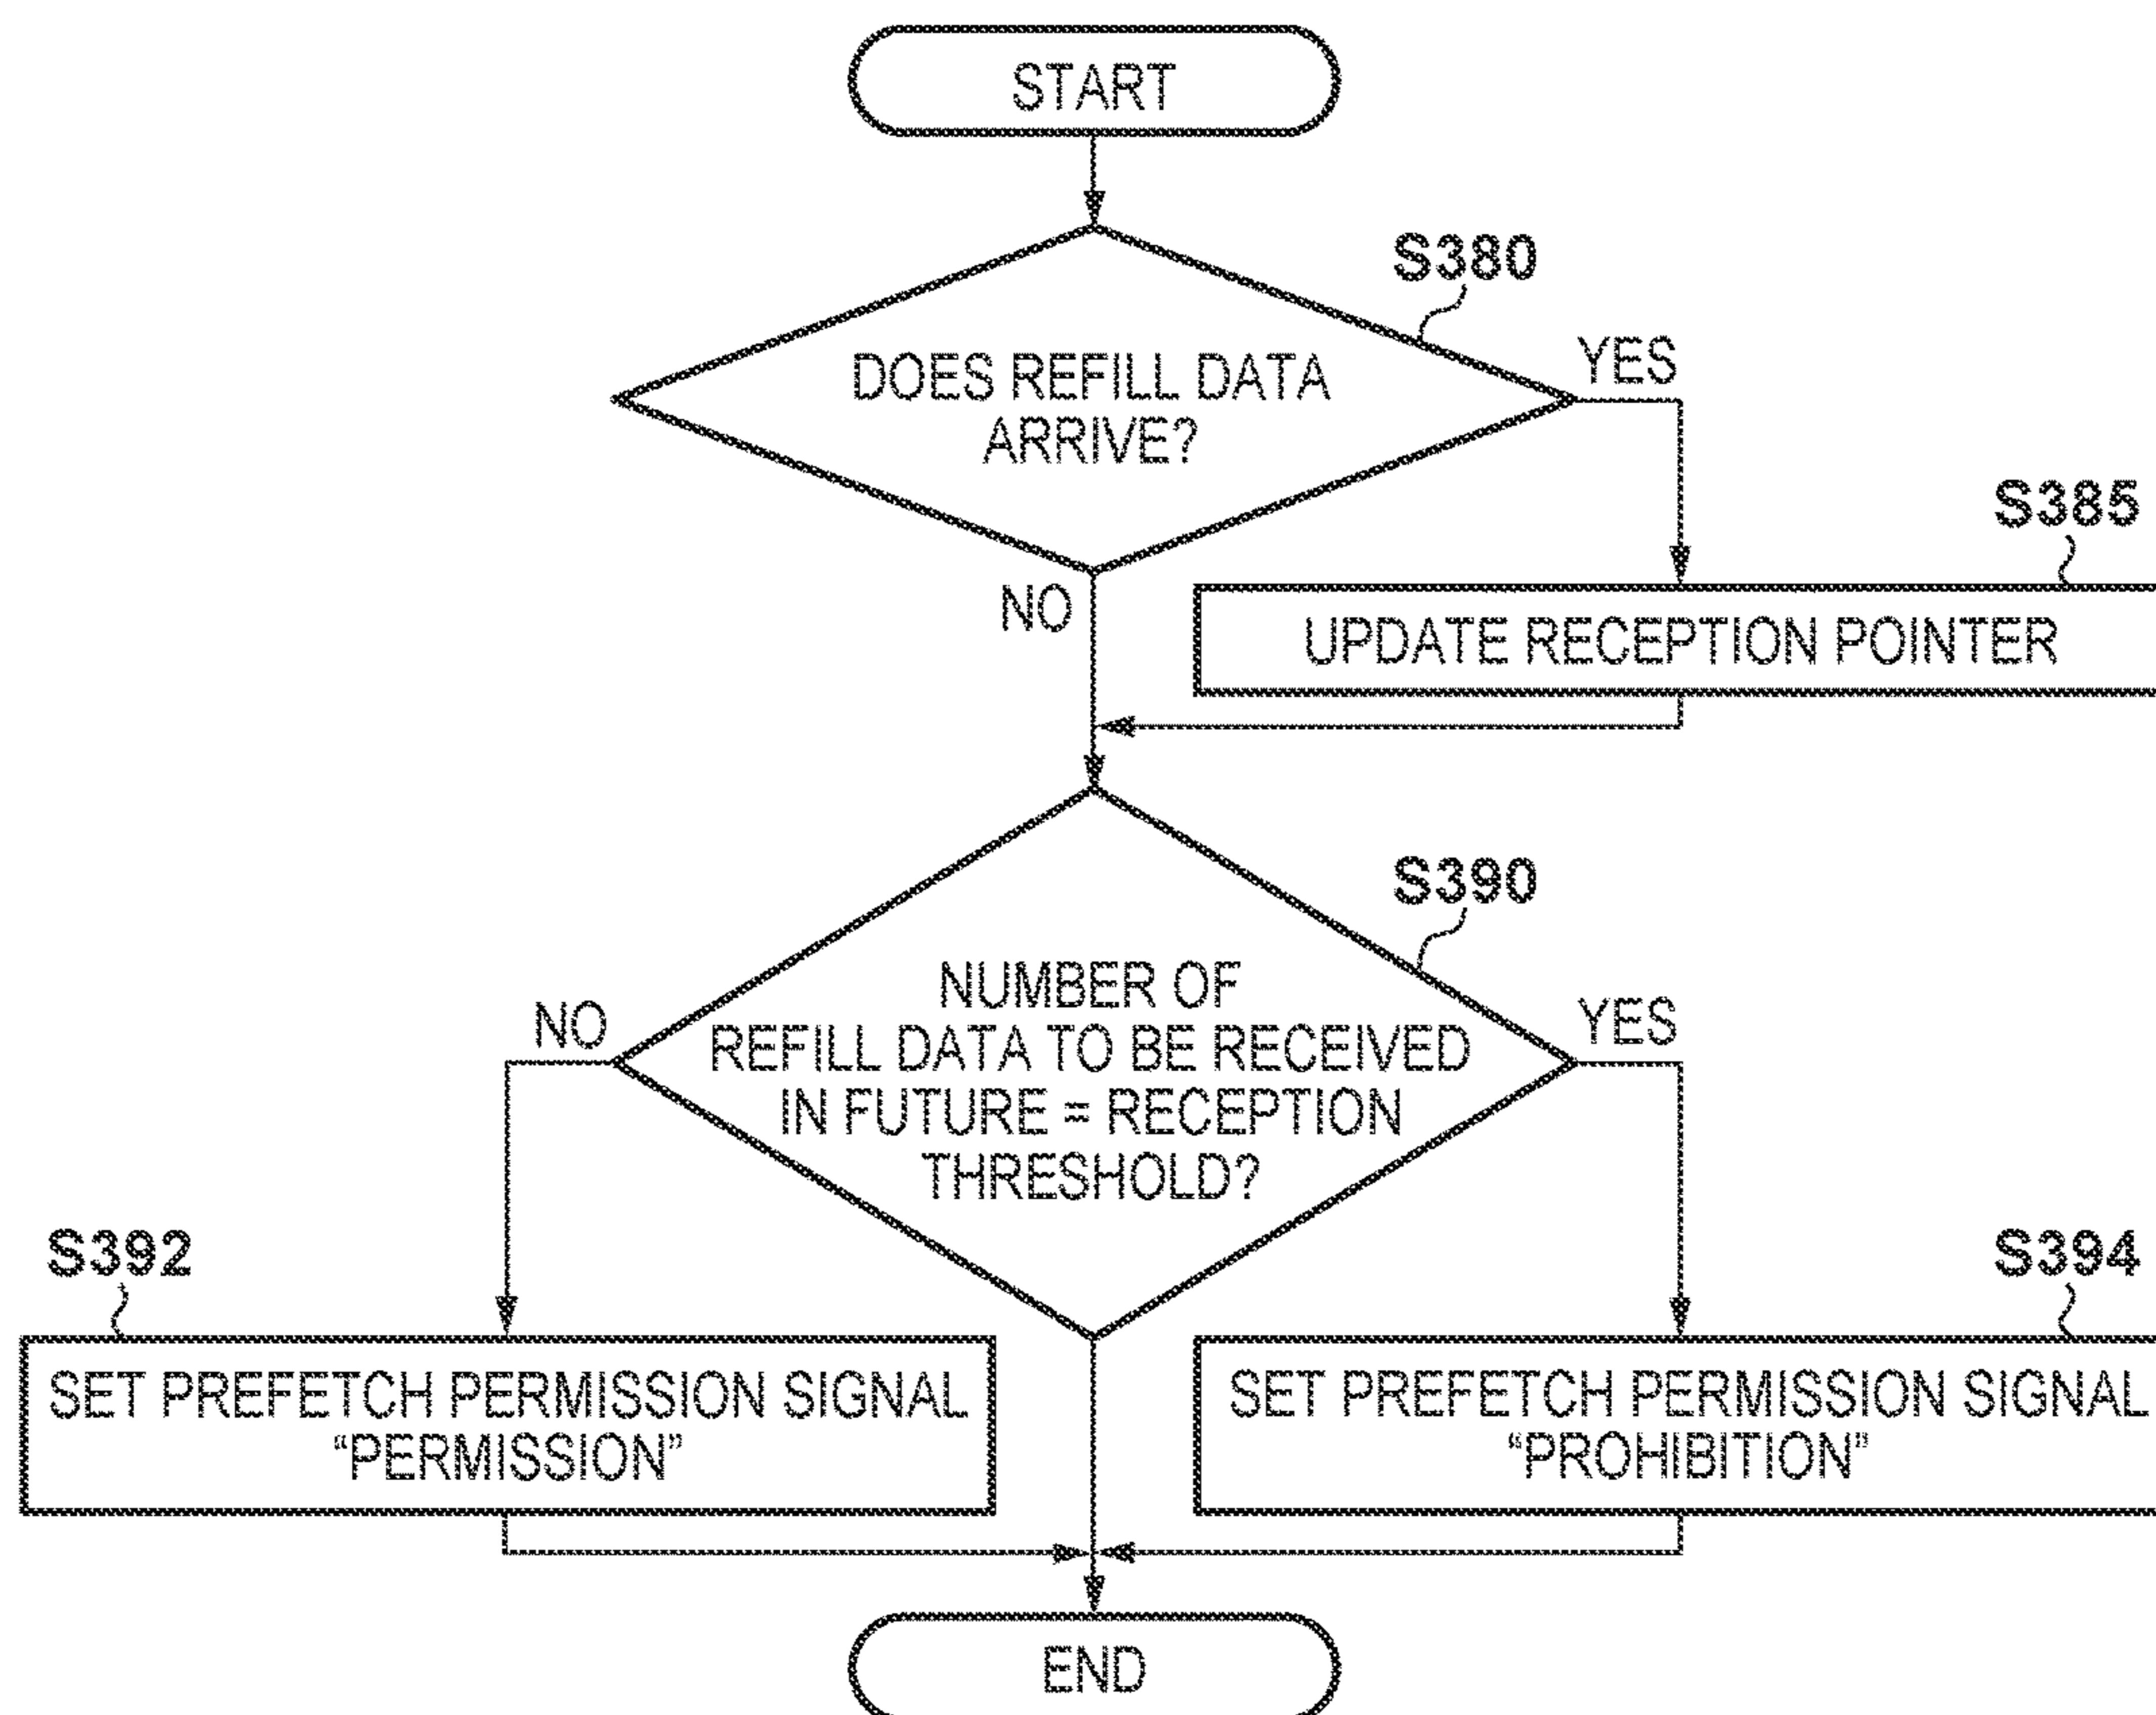 START
S380
DOES REFILL DATA
ARRIVE?
YES
NO
S385
UPDATE RECEPTION POINTER
S390
NUMBER OF
REFILL DATA TO BE RECEIVED
IN FUTURE = RECEPTION
THRESHOLD?
NO
YES
S392
SET PREFETCH PERMISSION SIGNAL
“PERMISSION”
S394
SET PREFETCH PERMISSION SIGNAL
“PROHIBITION”
END